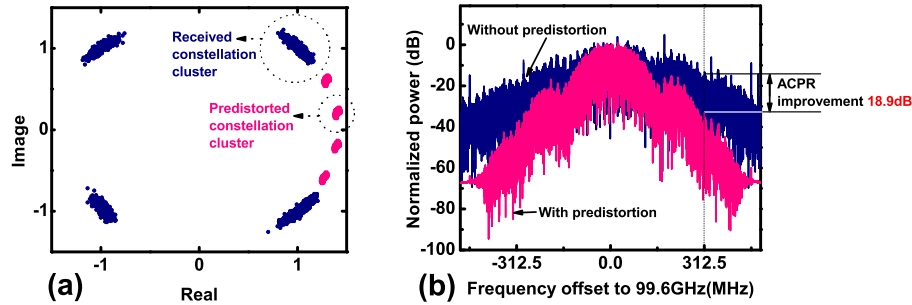 Received
constellation
cluster
Predistorted
constellation
cluster
1
0
-1
Image
-1
0
1
Real
(a)
Without predistortion
With predistortion
ACPR
improvement 18.9dB
0
-20
-40
-60
-80
-100
Normalized power (dB)
-312.5
0.0
312.5
Frequency offset to 99.6GHz(MHz)
(b)